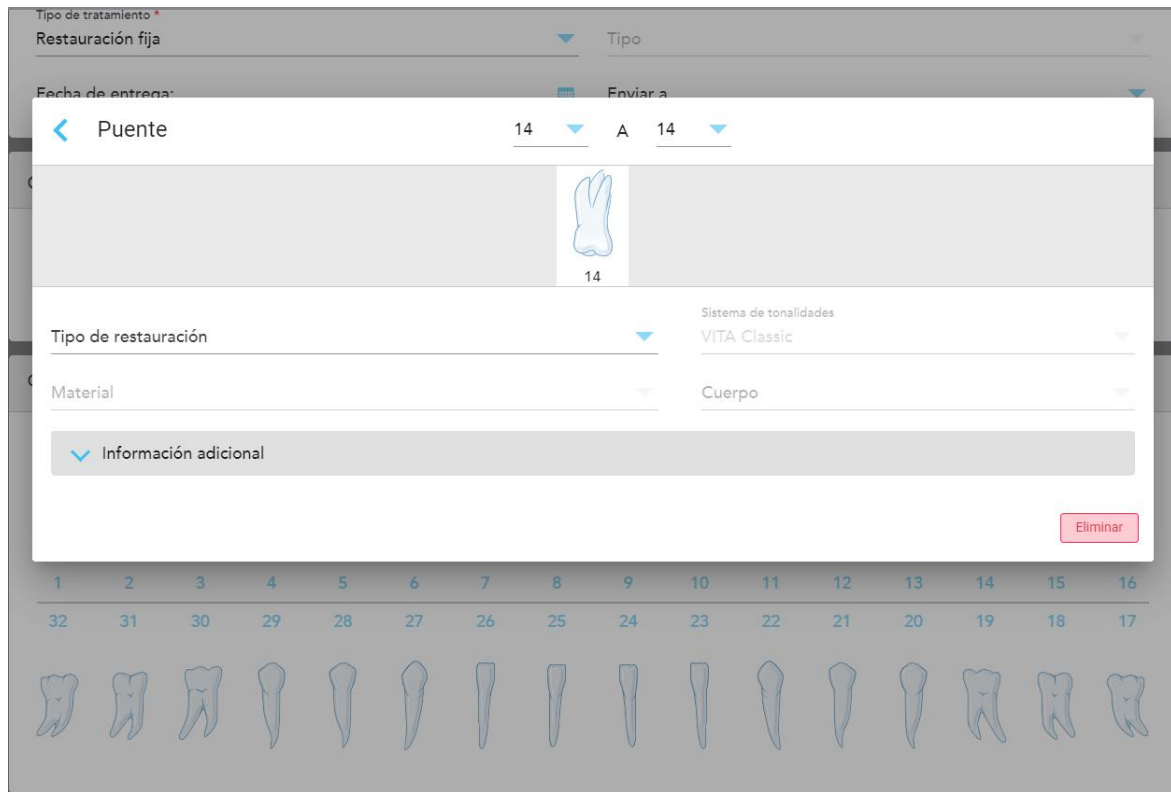 Tipo de tratamiento *
Restauración fija
Tipo
Fecha de entrega:
Enviar a
Puente
14 A 14
14
Tipo de restauración
Sistema de tonalidades
VITA Classic
Material
Cuerpo
Información adicional
Eliminar
1 2 3 4 5 6 7 8 9 10 11 12 13 14 15 16
32 31 30 29 28 27 26 25 24 23 22 21 20 19 18 17